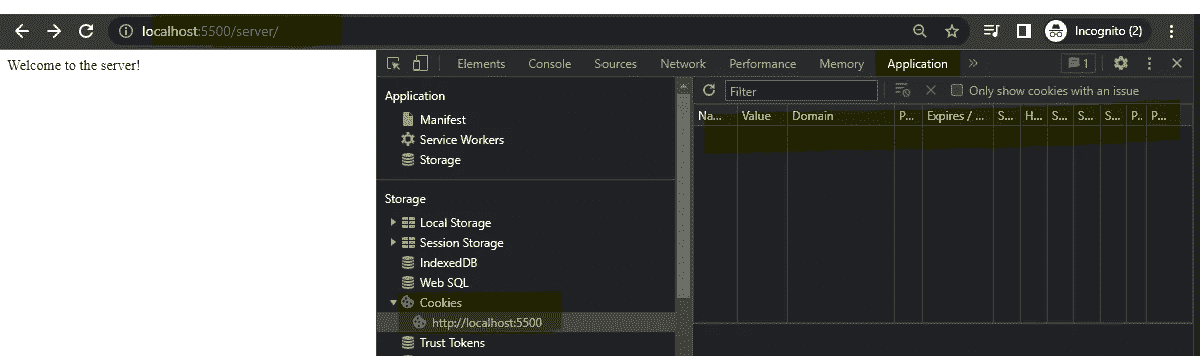 localhost:5500/server/
Incognito (2)
Welcome to the server!
Elements Console Sources Network Performance Memory Application » 1
Application
Manifest
Service Workers
Storage
Storage
Local Storage
Session Storage
IndexedDB
Web SQL
Cookies
http://localhost:5500
Trust Tokens
Filter
Only show cookies with an issue
Na... Value Domain P... Expires / ... S... H... S... S... S... P.. P...